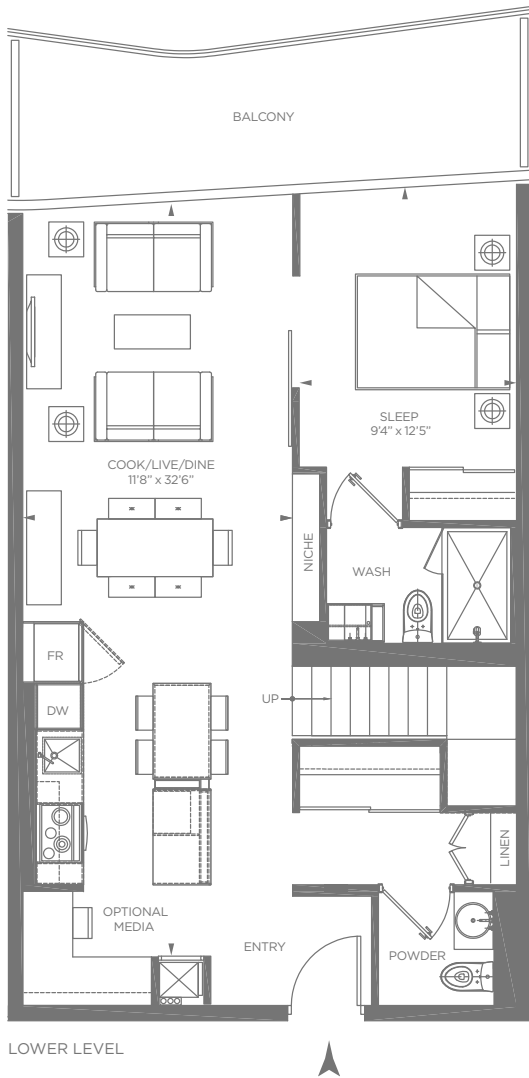 BALCONY
SLEEP
9'4" x 12'5"
COOK/LIVE/DINE
11'8" x 32'6"
NICHE
WASH
FR
UP
DW
LINEN
OPTIONAL
MEDIA
ENTRY
POWDER
LOWER LEVEL